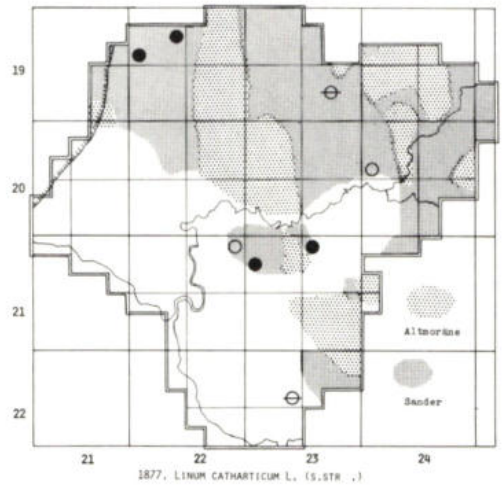 19
20
21
22
Altmoräne
Sander
21 22 23 24
1877. LINUM CATHARTICUM L. (S.STR .)